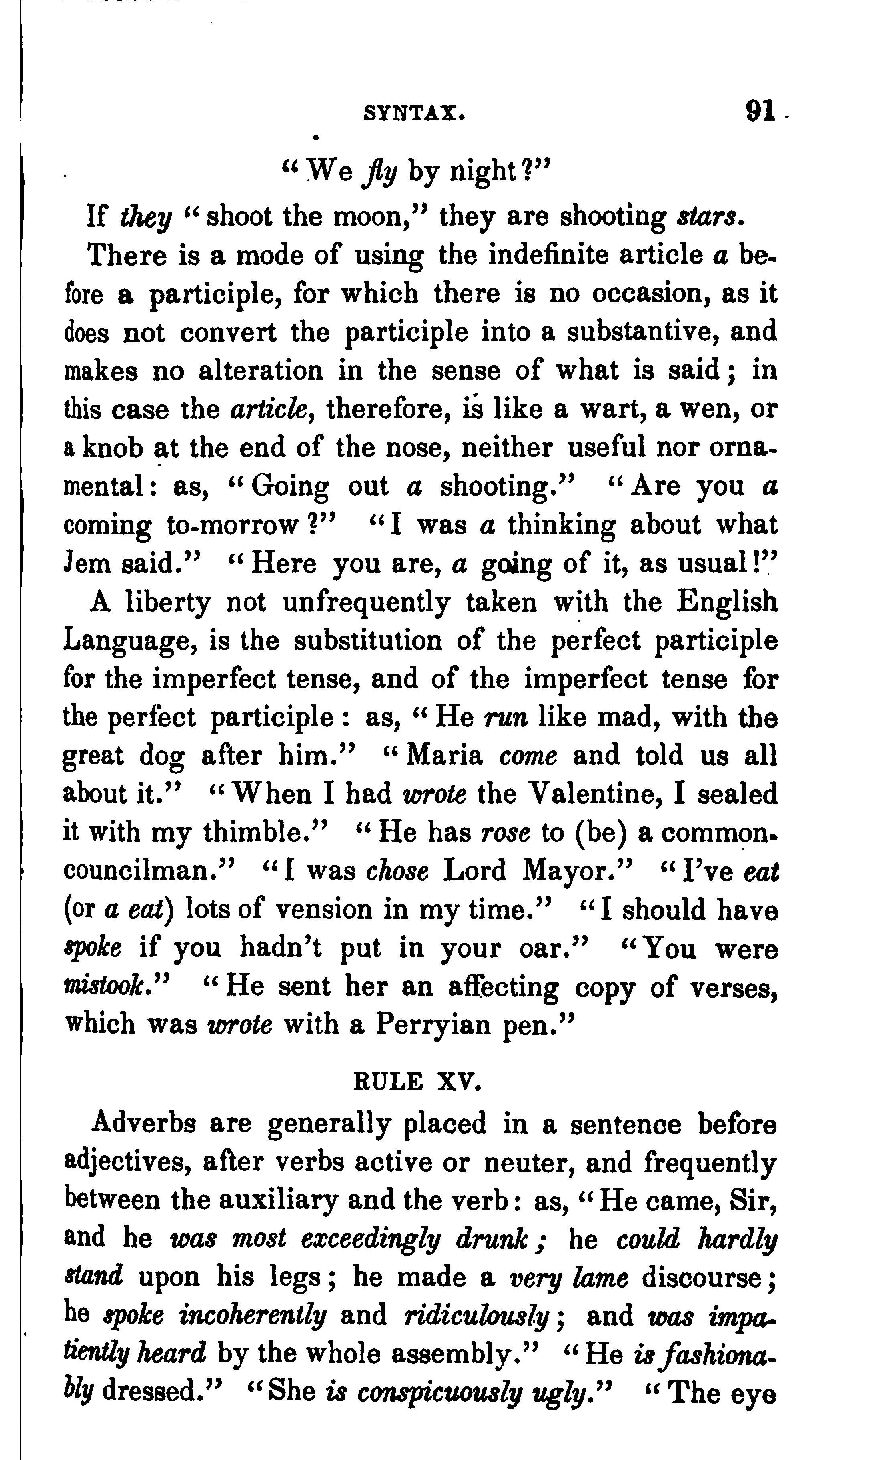 SYNTAX. 91
“We fly by night?”
If they “shoot the moon,” they are shooting stars.
There is a mode of using the indefinite article a be-
fore a participle, for which there is no occasion, as it
does not convert the participle into a substantive, and
makes no alteration in the sense of what is said; in
this case the article, therefore, is like a wart, a wen, or
a knob at the end of the nose, neither useful nor orna-
mental: as, “Going out a shooting.” “Are you a
coming to-morrow?” “I was a thinking about what
Jem said.” “Here you are, a going of it, as usual!”
A liberty not unfrequently taken with the English
Language, is the substitution of the perfect participle
for the imperfect tense, and of the imperfect tense for
the perfect participle: as, “He run like mad, with the
great dog after him.” “Maria come and told us all
about it.” “When I had wrote the Valentine, I sealed
it with my thimble.” “He has rose to (be) a common-
councilman.” “I was chose Lord Mayor.” “I’ve eat
(or a eat) lots of vension in my time.” “I should have
spoke if you hadn’t put in your oar.” “You were
mistook.” “He sent her an affecting copy of verses,
which was wrote with a Perryian pen.”
RULE XV.
Adverbs are generally placed in a sentence before
adjectives, after verbs active or neuter, and frequently
between the auxiliary and the verb: as, “He came, Sir,
and he was most exceedingly drunk; he could hardly
stand upon his legs; he made a very lame discourse;
he spoke incoherently and ridiculously; and was impa-
tiently heard by the whole assembly.” “He is fashiona-
bly dressed.” “She is conspicuously ugly.” “The eye